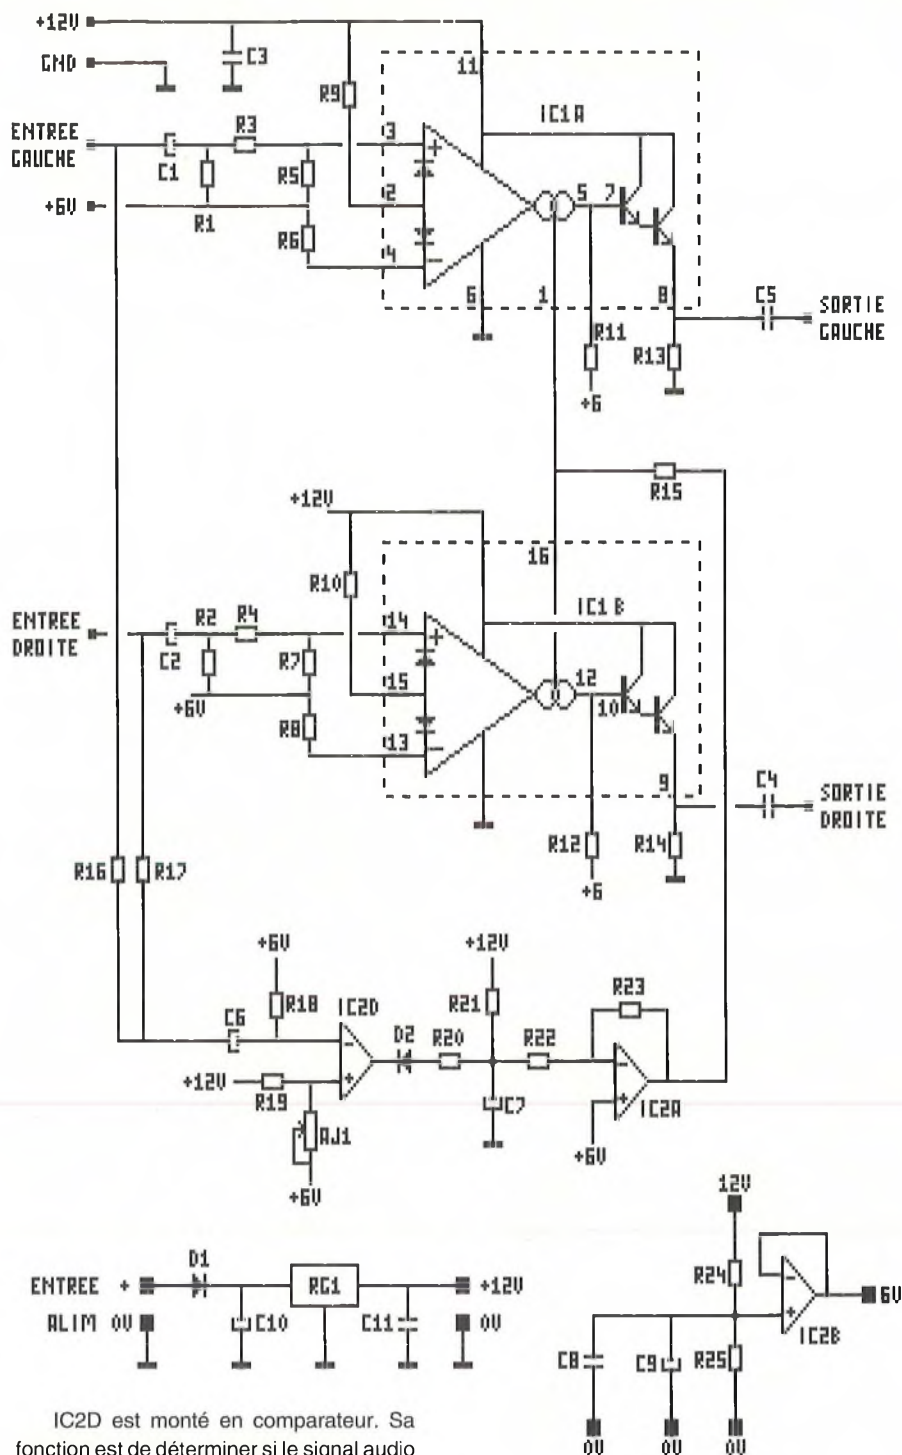 +12V
GND
C3
R9
11
IC1A
ENTREE
GAUCHE
R3
3
C1
R5
2
5
7
+6V
R1
R6
4
6
1
8
C5
SORTIE
GAUCHE
R11
R13
+6
R15
+12V
16
R10
IC1B
ENTREE
DROITE
R2
R4
14
C2
R7
15
12
+6V
10
R8
13
9
C4
SORTIE
DROITE
R12
R14
R16
R17
+6
+6V
+12V
R18
IC2D
R21
R23
C6
D2
R20
R22
+12V
R19
C7
IC2A
AJ1
+6V
+6V
12V
D1
R24
ENTREE +
RG1
+12V
6V
ALIM 0V
C10
C11
0V
IC2B
C8
C9
R25
0V
0V
0V
IC2D est monté en comparateur. Sa
fonction est de déterminer si le signal audio